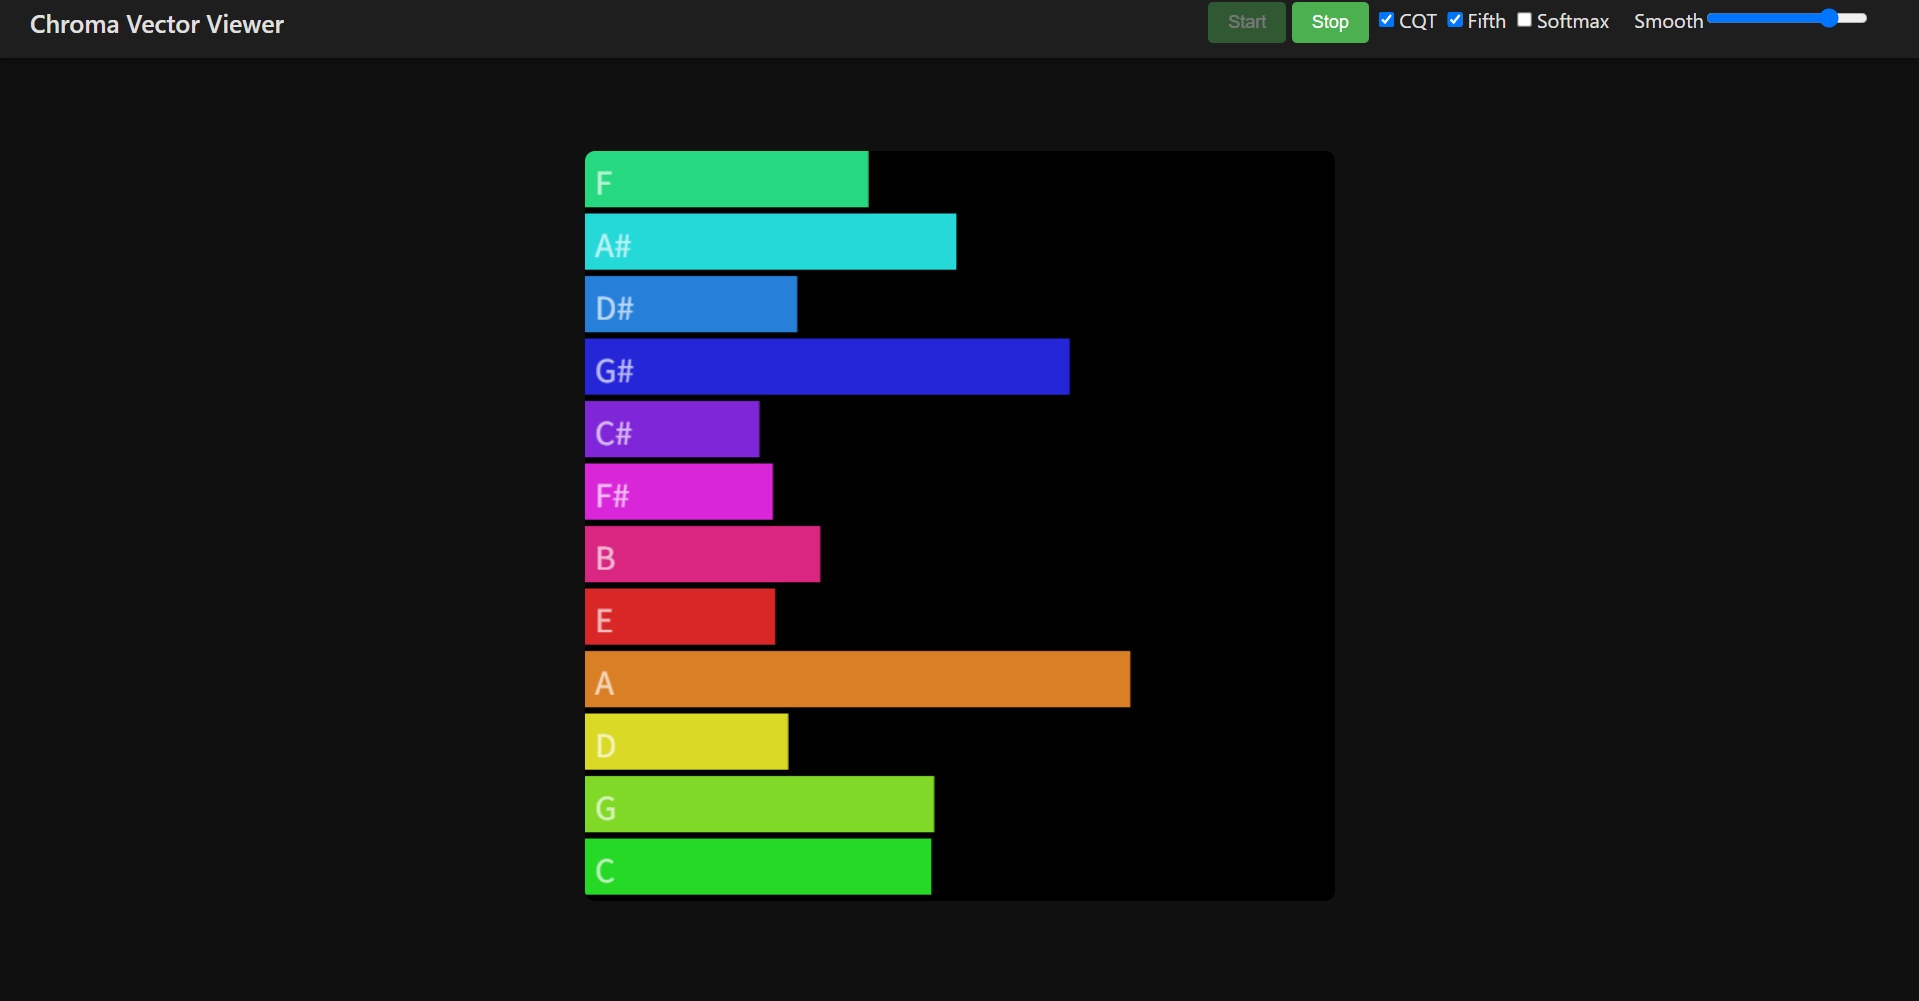 Chroma Vector Viewer
Start Stop CQT Fifth Softmax Smooth
F
A#
D#
G#
C#
F#
B
E
A
D
G
C